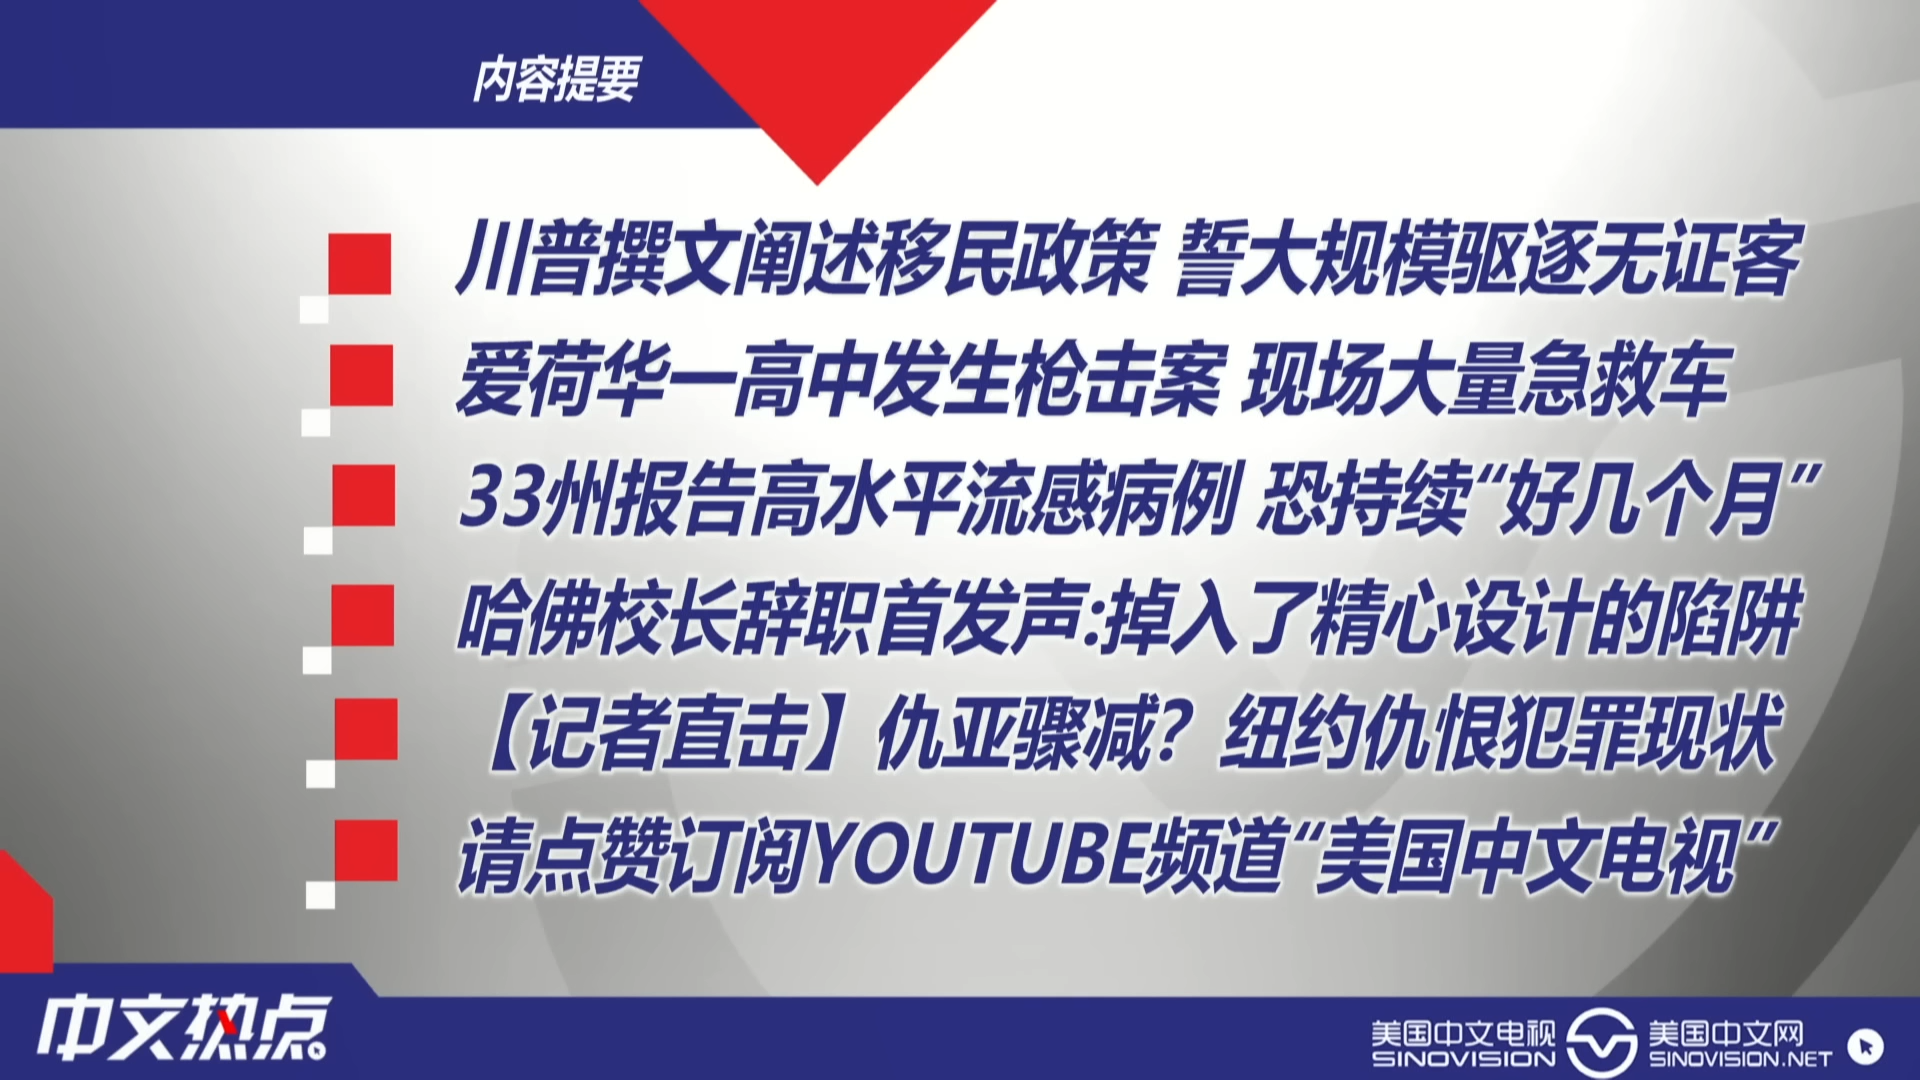 内容提要
川普撰文阐述移民政策 誓大规模驱逐无证客
爱荷华一高中发生枪击案 现场大量急救车
33州报告高水平流感病例 恐持续“好几个月”
哈佛校长辞职首发声:掉入了精心设计的陷阱
【记者直击】仇亚骤减？纽约仇恨犯罪现状
请点赞订阅YOUTUBE频道“美国中文电视”
中文热点
美国中文电视
SINOVISION
美国中文网
SINOVISION.NET